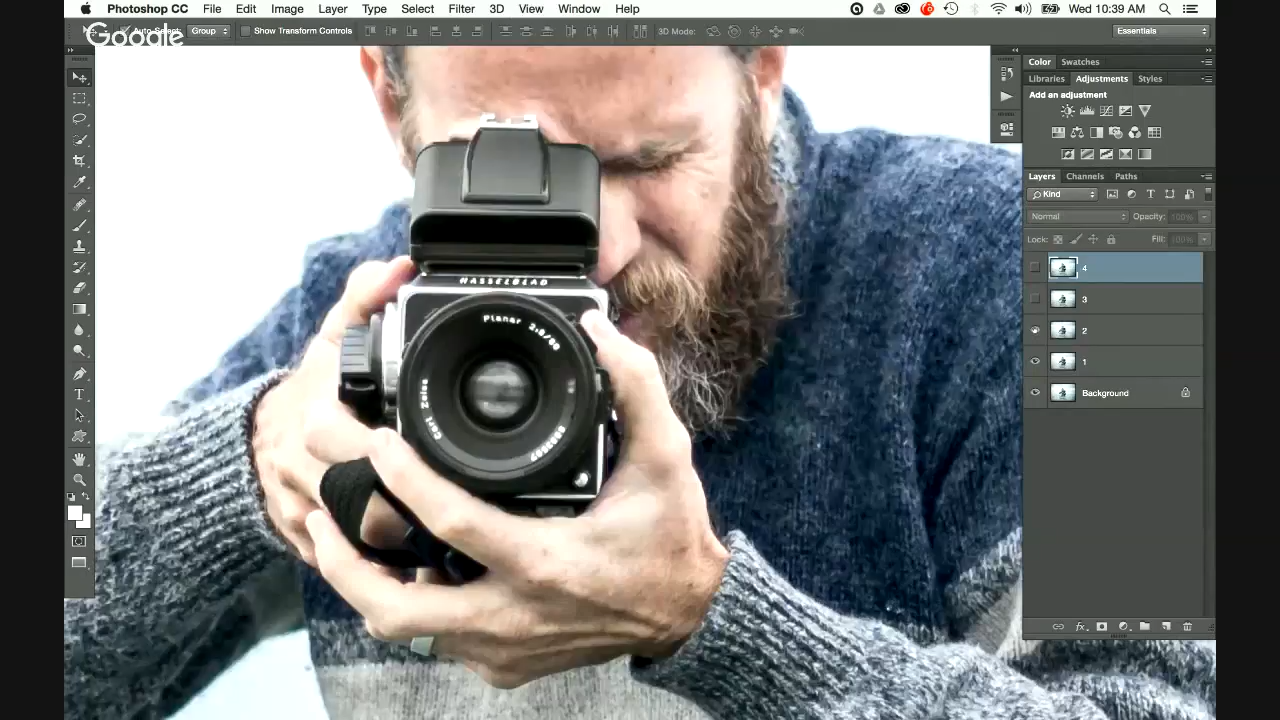 Photoshop CC File Edit Image Layer Type Select Filter 3D View Window Help Wed 10:39 AM
Google
Auto-Select: Group Show Transform Controls 3D Mode: Essentials
Color Swatches
Libraries Adjustments Styles
Add an adjustment
Layers Channels Paths
Kind
Normal Opacity: 100%
Lock: Fill: 100%
4
3
2
1
Background
HASSELBLAD
Planar 2,8/80
Carl Zeiss